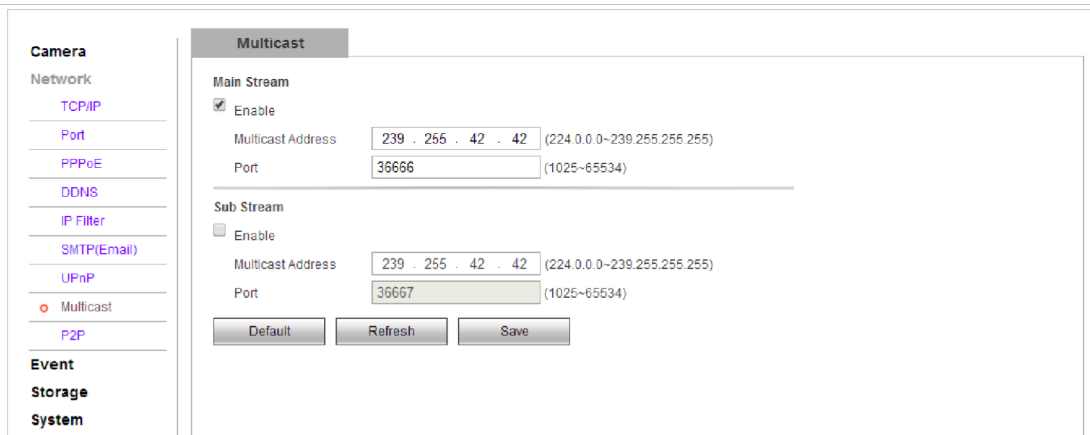 Camera
Network
TCP/IP
Port
PPPoE
DDNS
IP Filter
SMTP(Email)
UPnP
Multicast
P2P
Event
Storage
System
Multicast
Main Stream
Enable
Multicast Address 239 . 255 . 42 . 42 (224.0.0.0~239.255.255.255)
Port 36666 (1025~65534)
Sub Stream
Enable
Multicast Address 239 . 255 . 42 . 42 (224.0.0.0~239.255.255.255)
Port 36667 (1025~65534)
Default Refresh Save